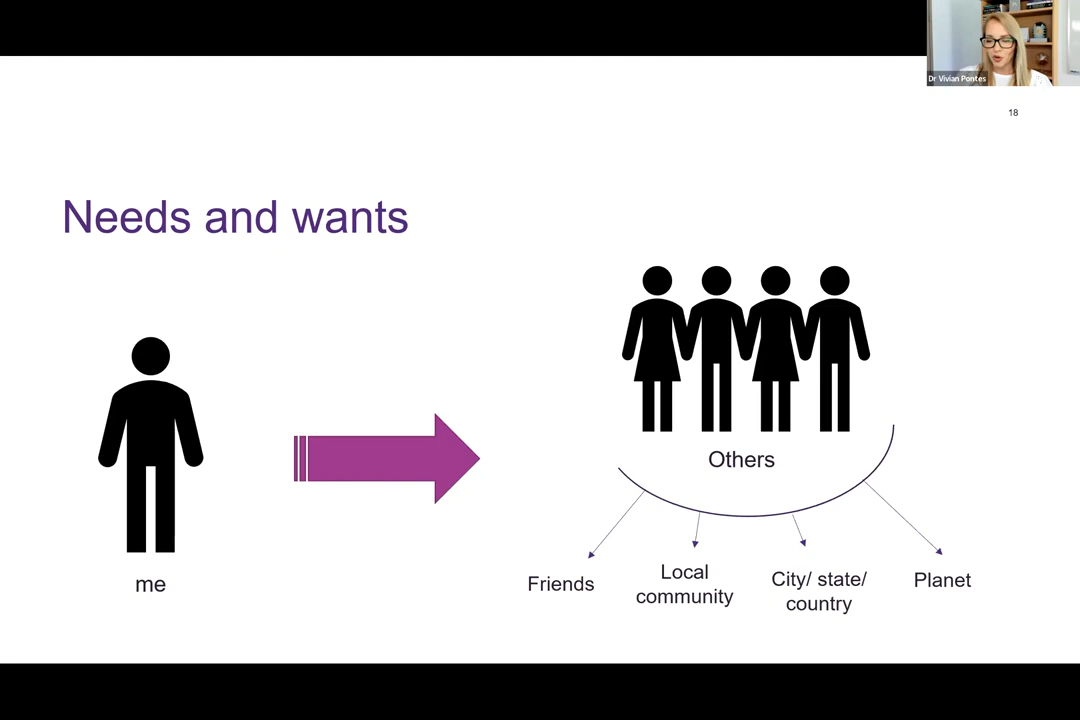 Dr Vivian Pontes
18
Needs and wants
Others
me
Friends
Local
community
City/ state/
country
Planet